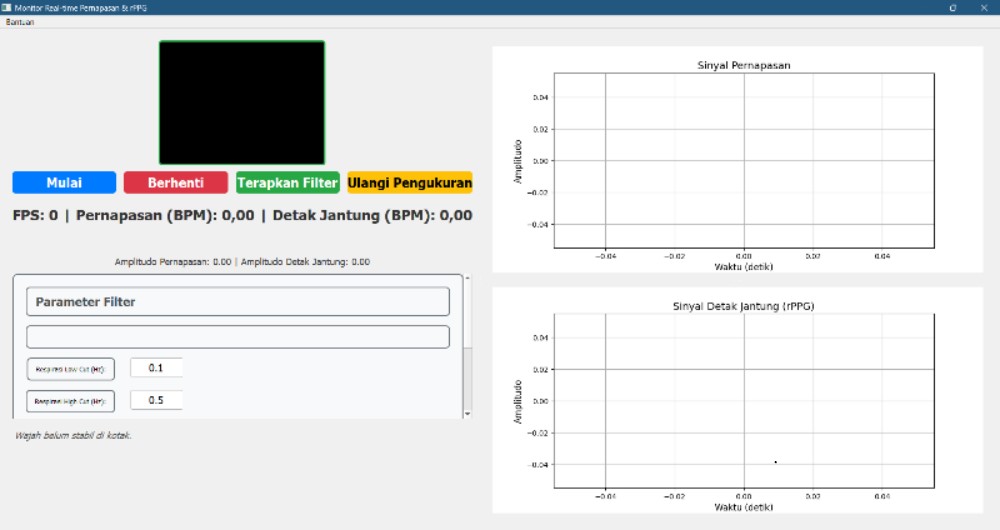 Monitor Real-time Pernapasan & rPPG
Bantuan
Mulai
Berhenti
Terapkan Filter
Ulangi Pengukuran
FPS: 0 | Pernapasan (BPM): 0,00 | Detak Jantung (BPM): 0,00
Amplitudo Pernapasan: 0.00 | Amplitudo Detak Jantung: 0.00
Parameter Filter
Respirasi Low Cut (Hz):
0.1
Respirasi High Cut (Hz):
0.5
Wajah belum stabil di kotak.
Sinyal Pernapasan
Amplitudo
0.04
0.02
0.00
−0.02
−0.04
−0.04
−0.02
0.00
0.02
0.04
Waktu (detik)
Sinyal Detak Jantung (rPPG)
Amplitudo
0.04
0.02
0.00
−0.02
−0.04
−0.04
−0.02
0.00
0.02
0.04
Waktu (detik)